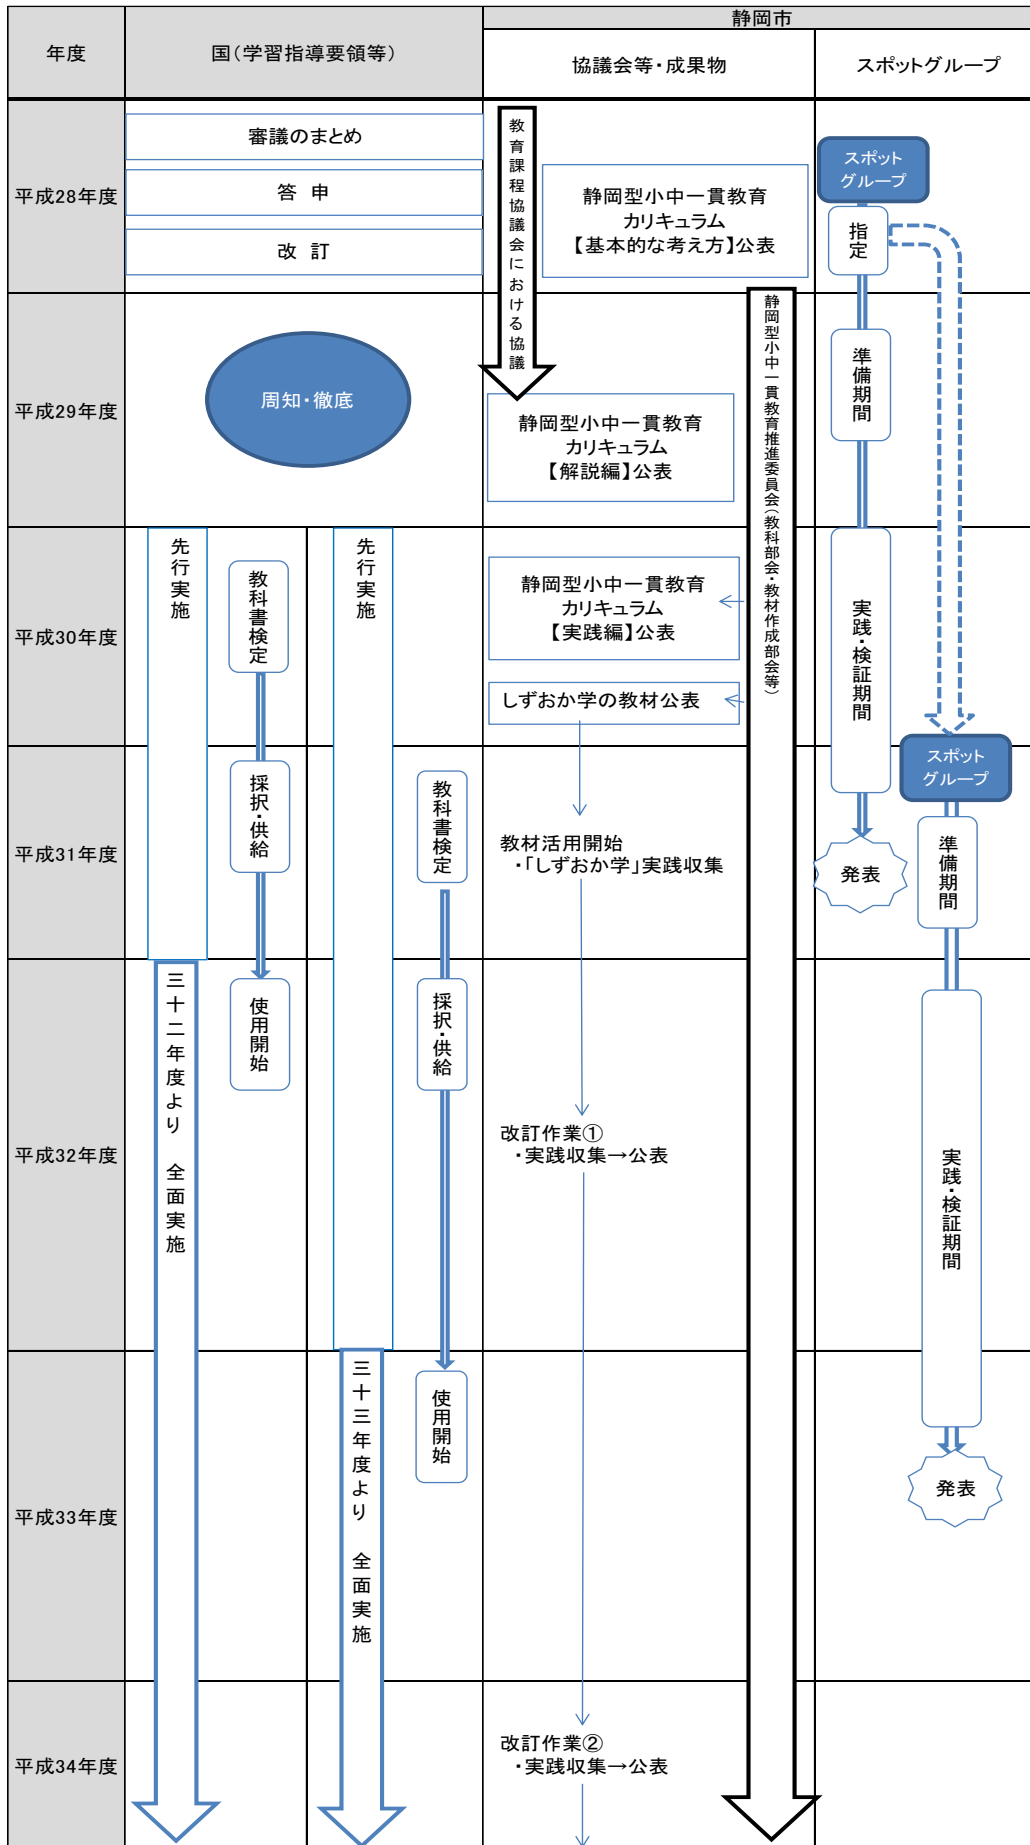 年度
国(学習指導要領等)
静岡市
協議会等・成果物
スポットグループ
平成28年度
審議のまとめ
答 申
改 訂
教育課程協議会における協議
静岡型小中一貫教育
カリキュラム
【基本的な考え方】公表
スポット
グループ
指定
平成29年度
周知・徹底
静岡型小中一貫教育
カリキュラム
【解説編】公表
静岡型小中一貫教育推進委員会(教科部会・教材作成部会等)
準備期間
平成30年度
先行実施
教科書検定
先行実施
静岡型小中一貫教育
カリキュラム
【実践編】公表
しずおか学の教材公表
実践・検証期間
平成31年度
採択・供給
教科書検定
教材活用開始
・「しずおか学」実践収集
発表
スポット
グループ
準備期間
平成32年度
三十二年度より 全面実施
使用開始
採択・供給
改訂作業①
・実践収集→公表
実践・検証期間
平成33年度
三十三年度より 全面実施
使用開始
発表
平成34年度
改訂作業②
・実践収集→公表